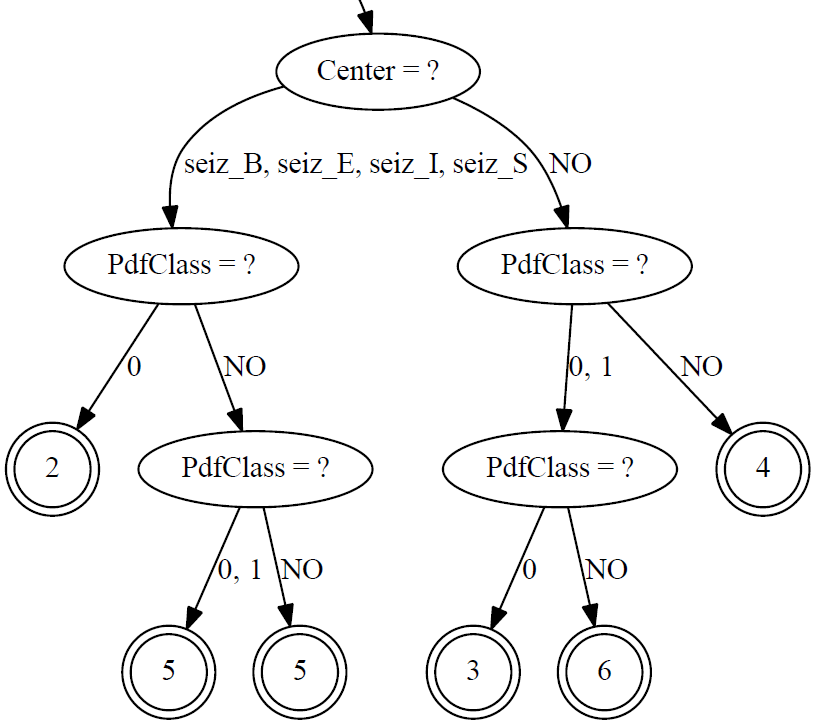 Center = ?
seiz_B, seiz_E, seiz_I, seiz_S
NO
PdfClass = ?
PdfClass = ?
0
NO
0, 1
NO
2
PdfClass = ?
PdfClass = ?
4
0, 1
NO
0
NO
5
5
3
6